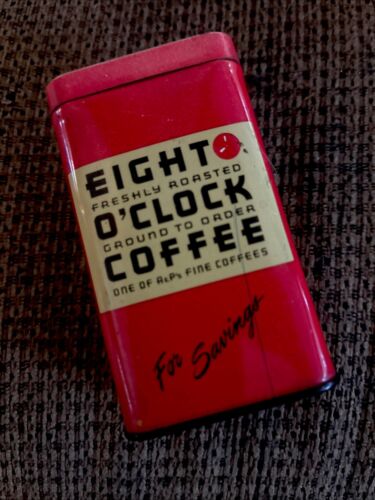 EIGHT
FRESHLY ROASTED
O'CLOCK
GROUND TO ORDER
COFFEE
ONE OF A&P's FINE COFFEES
For Savings